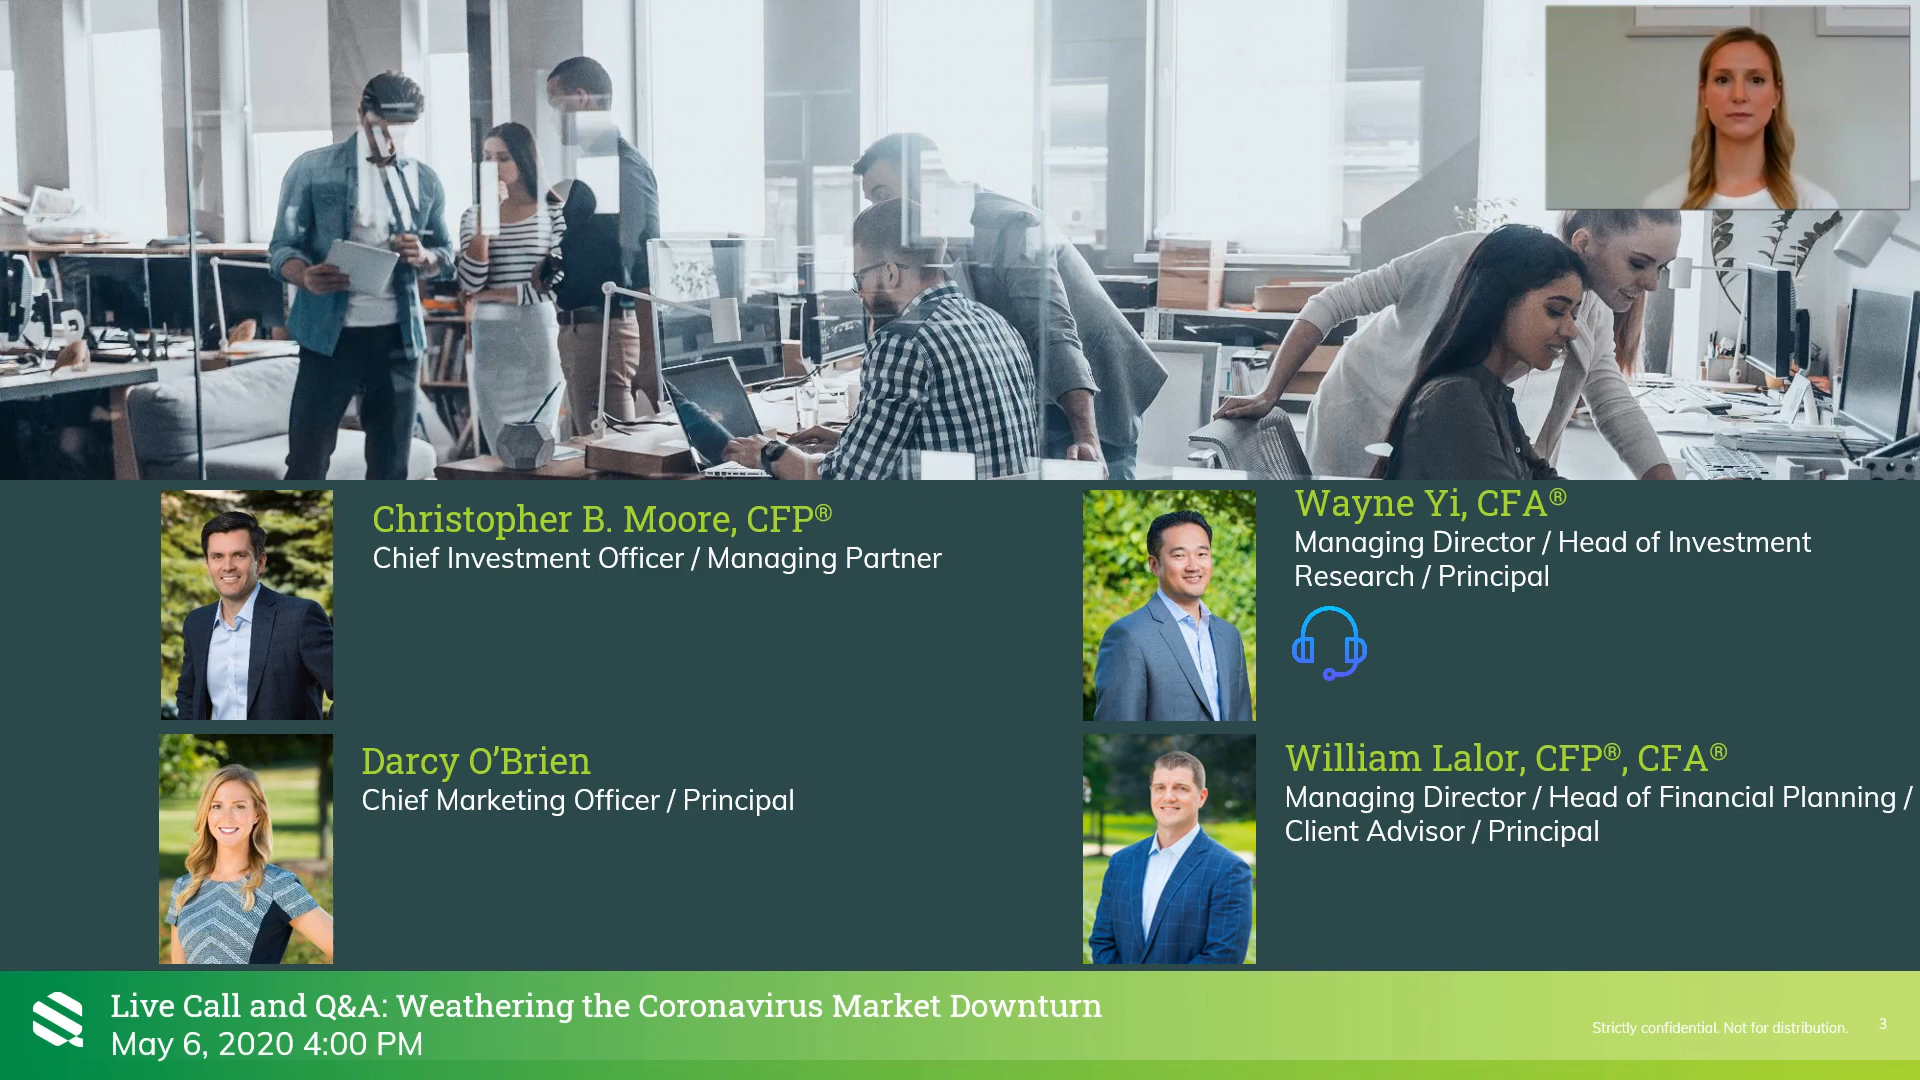 Christopher B. Moore, CFP®
Chief Investment Officer / Managing Partner
Wayne Yi, CFA®
Managing Director / Head of Investment
Research / Principal
Darcy O’Brien
Chief Marketing Officer / Principal
William Lalor, CFP®, CFA®
Managing Director / Head of Financial Planning /
Client Advisor / Principal
Live Call and Q&A: Weathering the Coronavirus Market Downturn
May 6, 2020 4:00 PM
Strictly confidential. Not for distribution.
3